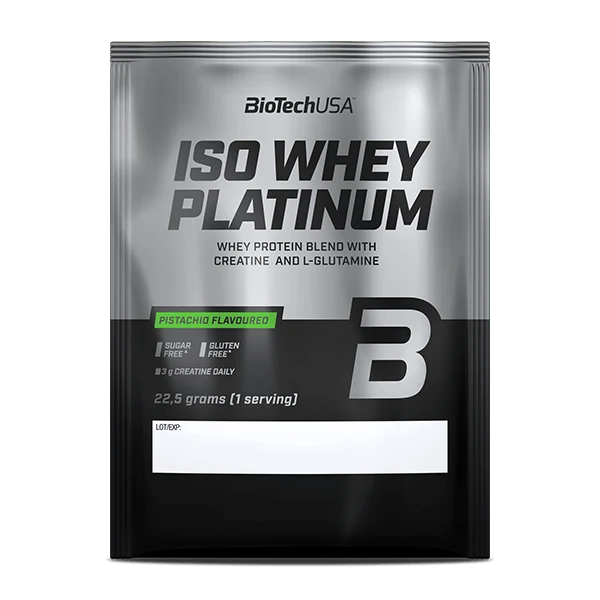 BioTechUSA™
ISO WHEY
PLATINUM
WHEY PROTEIN BLEND WITH
CREATINE AND L-GLUTAMINE
PISTACHIO FLAVOURED
SUGAR
FREE*
GLUTEN
FREE*
3 g CREATINE DAILY
22,5 grams (1 serving)
B
LOT/EXP: